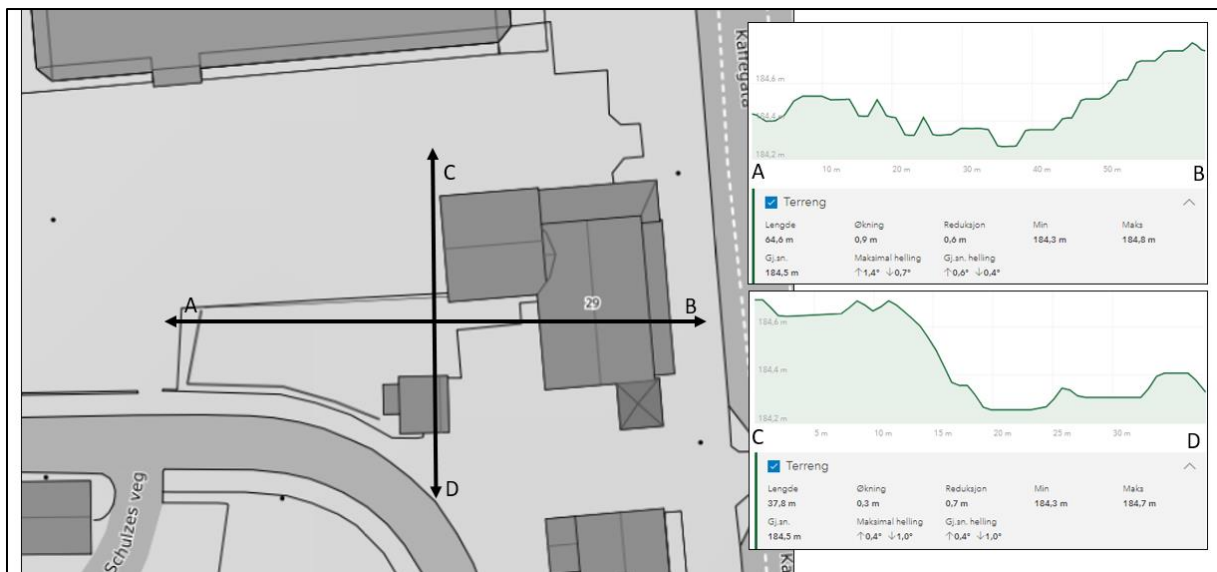 Kaffegata
C
A
B
29
D
Schulzes veg
184,6 m
184,4 m
184,2 m
10 m 20 m 30 m 40 m 50 m
A B
Terreng
Lengde Økning Reduksjon Min Maks
64,6 m 0,9 m 0,6 m 184,3 m 184,8 m
Gj.sn. Maksimal helling Gj.sn. helling
184,5 m ↑1,4° ↓0,7° ↑0,6° ↓0,4°
184,6 m
184,4 m
184,2 m
5 m 10 m 15 m 20 m 25 m 30 m
C D
Terreng
Lengde Økning Reduksjon Min Maks
37,8 m 0,3 m 0,7 m 184,3 m 184,7 m
Gj.sn. Maksimal helling Gj.sn. helling
184,5 m ↑0,4° ↓1,0° ↑0,4° ↓1,0°